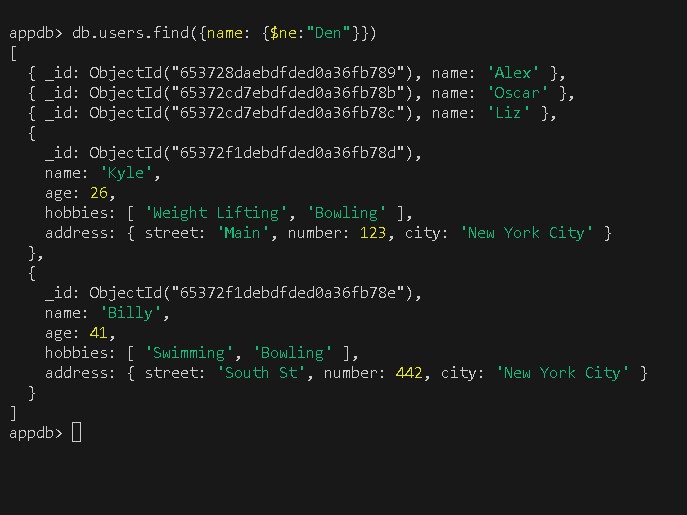 appdb> db.users.find({name: {$ne:"Den"}})
[
  { _id: ObjectId("653728daebdfded0a36fb789"), name: 'Alex' },
  { _id: ObjectId("65372cd7ebdfded0a36fb78b"), name: 'Oscar' },
  { _id: ObjectId("65372cd7ebdfded0a36fb78c"), name: 'Liz' },
  {
    _id: ObjectId("65372f1debdfded0a36fb78d"),
    name: 'Kyle',
    age: 26,
    hobbies: [ 'Weight Lifting', 'Bowling' ],
    address: { street: 'Main', number: 123, city: 'New York City' }
  },
  {
    _id: ObjectId("65372f1debdfded0a36fb78e"),
    name: 'Billy',
    age: 41,
    hobbies: [ 'Swimming', 'Bowling' ],
    address: { street: 'South St', number: 442, city: 'New York City' }
  }
]
appdb>